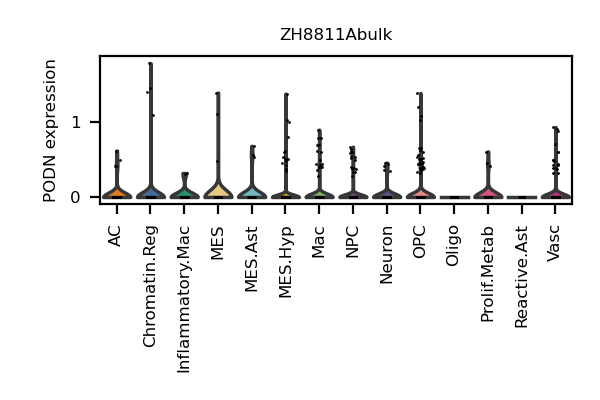 ZH8811Abulk
PODN expression
1
0
AC
Chromatin.Reg
Inflammatory.Mac
MES
MES.Ast
MES.Hyp
Mac
NPC
Neuron
OPC
Oligo
Prolif.Metab
Reactive.Ast
Vasc